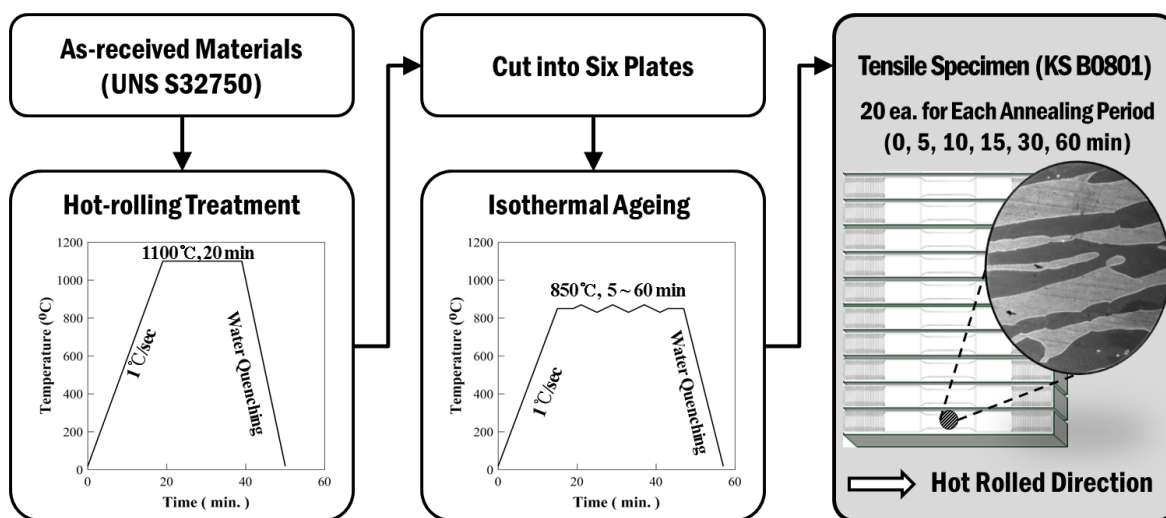 As-received Materials
(UNS S32750)
Hot-rolling Treatment
1200
1000
800
600
400
200
0
Temperature (⁰C)
1100℃, 20 min
1℃/sec
Water Quenching
0
20
40
60
Time ( min. )
Cut into Six Plates
Isothermal Ageing
1200
1000
800
600
400
200
0
Temperature (⁰C)
850℃, 5 ~ 60 min
1℃/sec
Water Quenching
0
20
40
60
Time ( min. )
Tensile Specimen (KS B0801)
20 ea. for Each Annealing Period
(0, 5, 10, 15, 30, 60 min)
Hot Rolled Direction